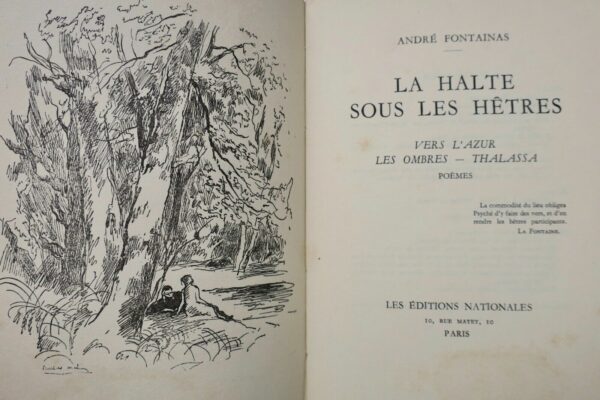 ANDRÉ FONTAINAS
LA HALTE
SOUS LES HÊTRES
VERS L'AZUR
LES OMBRES — THALASSA
POÈMES
La commodité du lieu obligea
Psyché d'y faire des vers, et d'en
rendre les hêtres participants.
LA FONTAINE.
LES ÉDITIONS NATIONALES
10, RUE MAYET, 10
PARIS